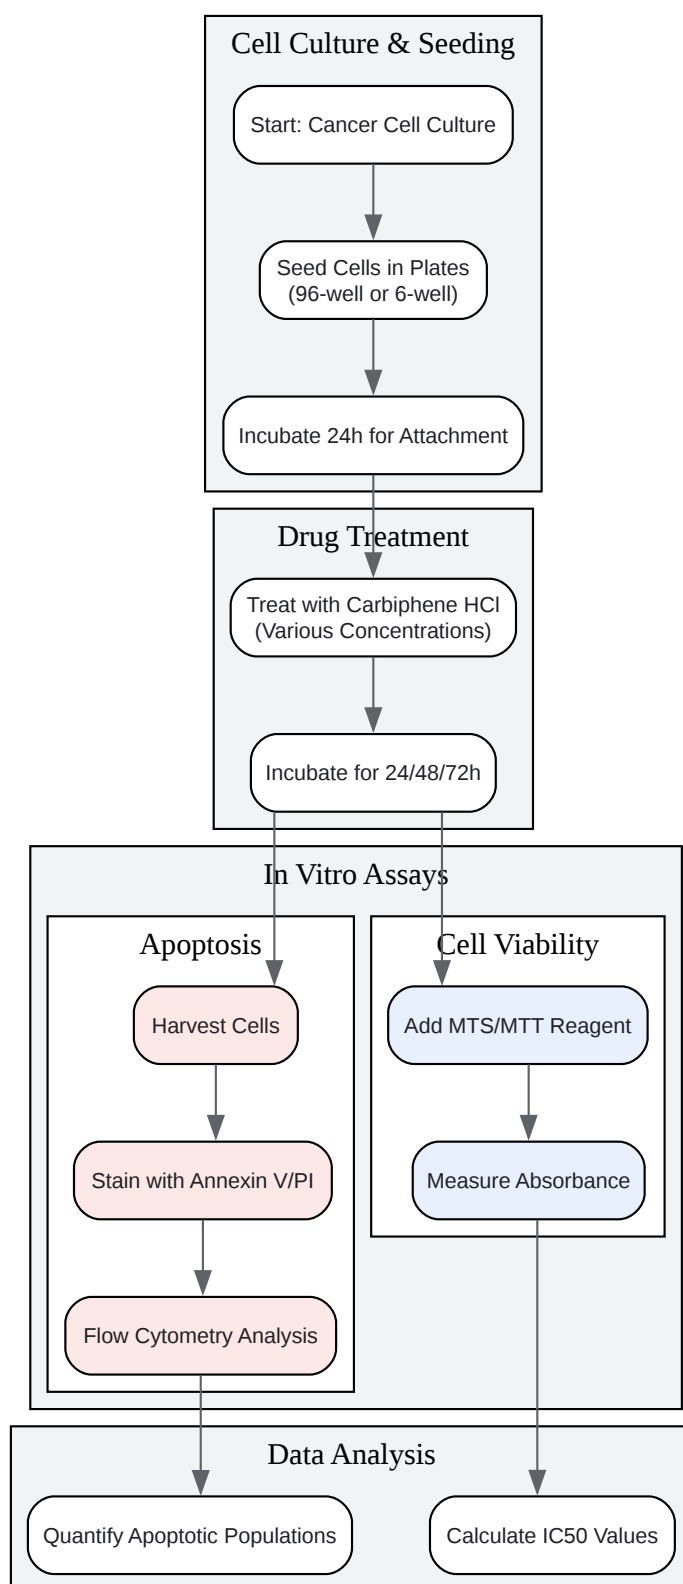 Cell Culture & Seeding
Start: Cancer Cell Culture
Seed Cells in Plates
(96-well or 6-well)
Incubate 24h for Attachment
Drug Treatment
Treat with Carbiphene HCl
(Various Concentrations)
Incubate for 24/48/72h
In Vitro Assays
Apoptosis
Harvest Cells
Stain with Annexin V/PI
Flow Cytometry Analysis
Cell Viability
Add MTS/MTT Reagent
Measure Absorbance
Data Analysis
Quantify Apoptotic Populations
Calculate IC50 Values